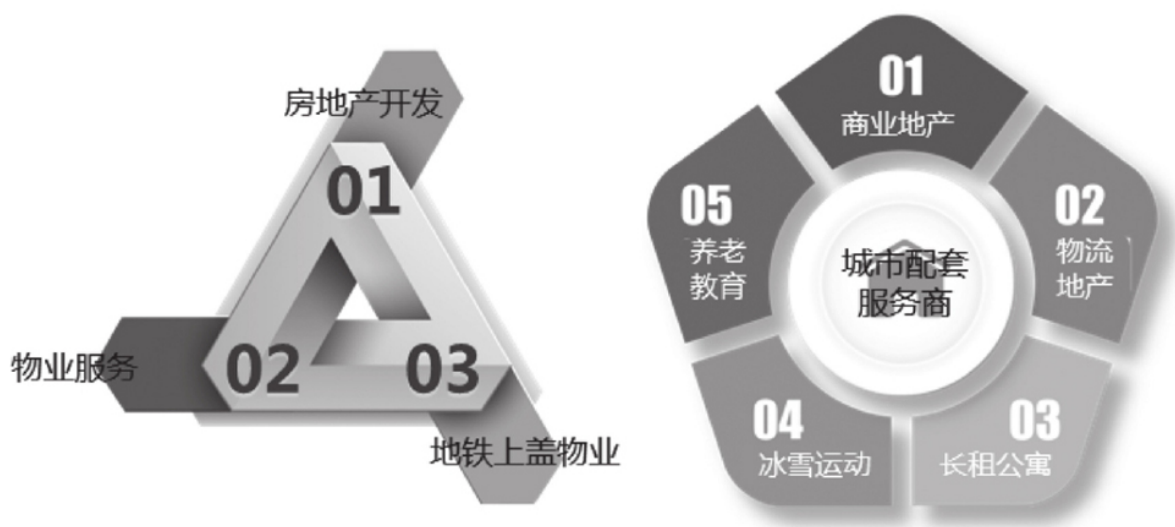 房地产开发
01
物业服务
02
03
地铁上盖物业
01
商业地产
02
物流
地产
03
长租公寓
04
冰雪运动
05
养老
教育
城市配套
服务商